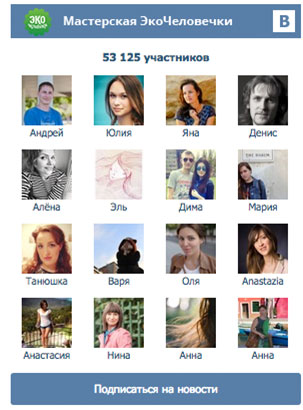 ЭКО Мастерская ЭкоЧеловечки B
53 125 участников
Андрей Юлия Яна Денис
Алёна Эль Дима Мария
Танюшка Варя Оля Anastazia
Анастасия Нина Анна Анна
Подписаться на новости